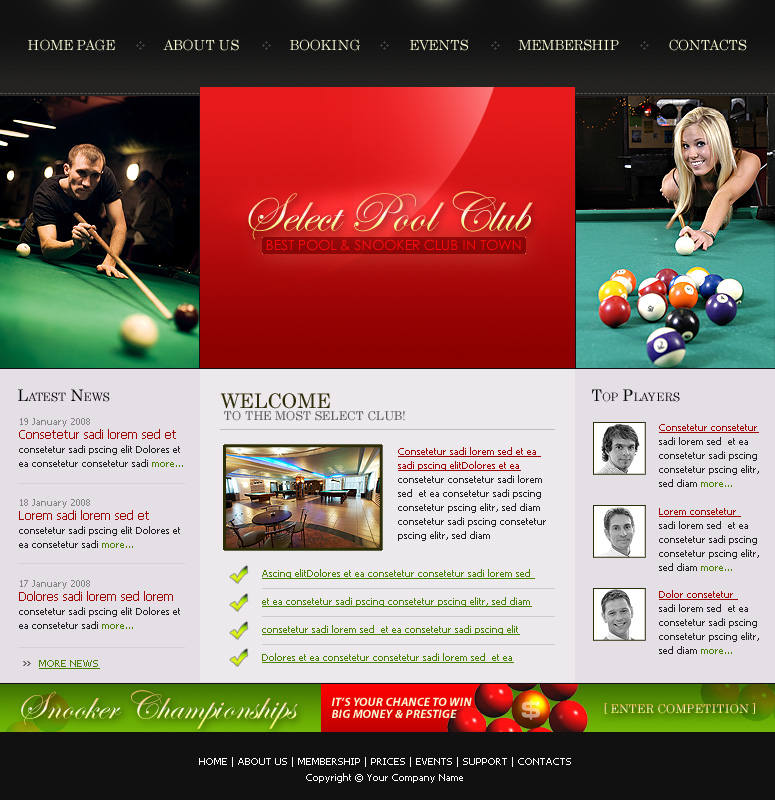 HOME PAGE ABOUT US BOOKING EVENTS MEMBERSHIP CONTACTS
Select Pool Club
BEST POOL & SNOOKER CLUB IN TOWN
LATEST NEWS
19 January 2008
Consetetur sadi lorem sed et
consetetur sadi pscing elit Dolores et
ea consetetur consetetur sadi more...
18 January 2008
Lorem sadi lorem sed et
consetetur sadi pscing elit Dolores et
ea consetetur sadi more...
17 January 2008
Dolores sadi lorem sed lorem
consetetur sadi pscing elit Dolores et
ea consetetur sadi more...
MORE NEWS
WELCOME
TO THE MOST SELECT CLUB!
Consetetur sadi lorem sed et ea
sadi pscing elitDolores et ea
consetetur consetetur sadi lorem
sed et ea consetetur sadi pscing
consetetur pscing elitr, sed diam
consetetur sadi pscing consetetur
pscing elitr, sed diam
Ascing elitDolores et ea consetetur consetetur sadi lorem sed
et ea consetetur sadi pscing consetetur pscing elitr, sed diam
consetetur sadi lorem sed et ea consetetur sadi pscing elit
Dolores et ea consetetur consetetur sadi lorem sed et ea
TOP PLAYERS
Consetetur consetetur
sadi lorem sed et ea
consetetur sadi pscing
consetetur pscing elitr,
sed diam more...
Lorem consetetur
sadi lorem sed et ea
consetetur sadi pscing
consetetur pscing elitr,
sed diam more...
Dolor consetetur
sadi lorem sed et ea
consetetur sadi pscing
consetetur pscing elitr,
sed diam more...
Snooker Championships
IT'S YOUR CHANCE TO WIN
BIG MONEY & PRESTIGE
$
[ ENTER COMPETITION ]
HOME | ABOUT US | MEMBERSHIP | PRICES | EVENTS | SUPPORT | CONTACTS
Copyright © Your Company Name